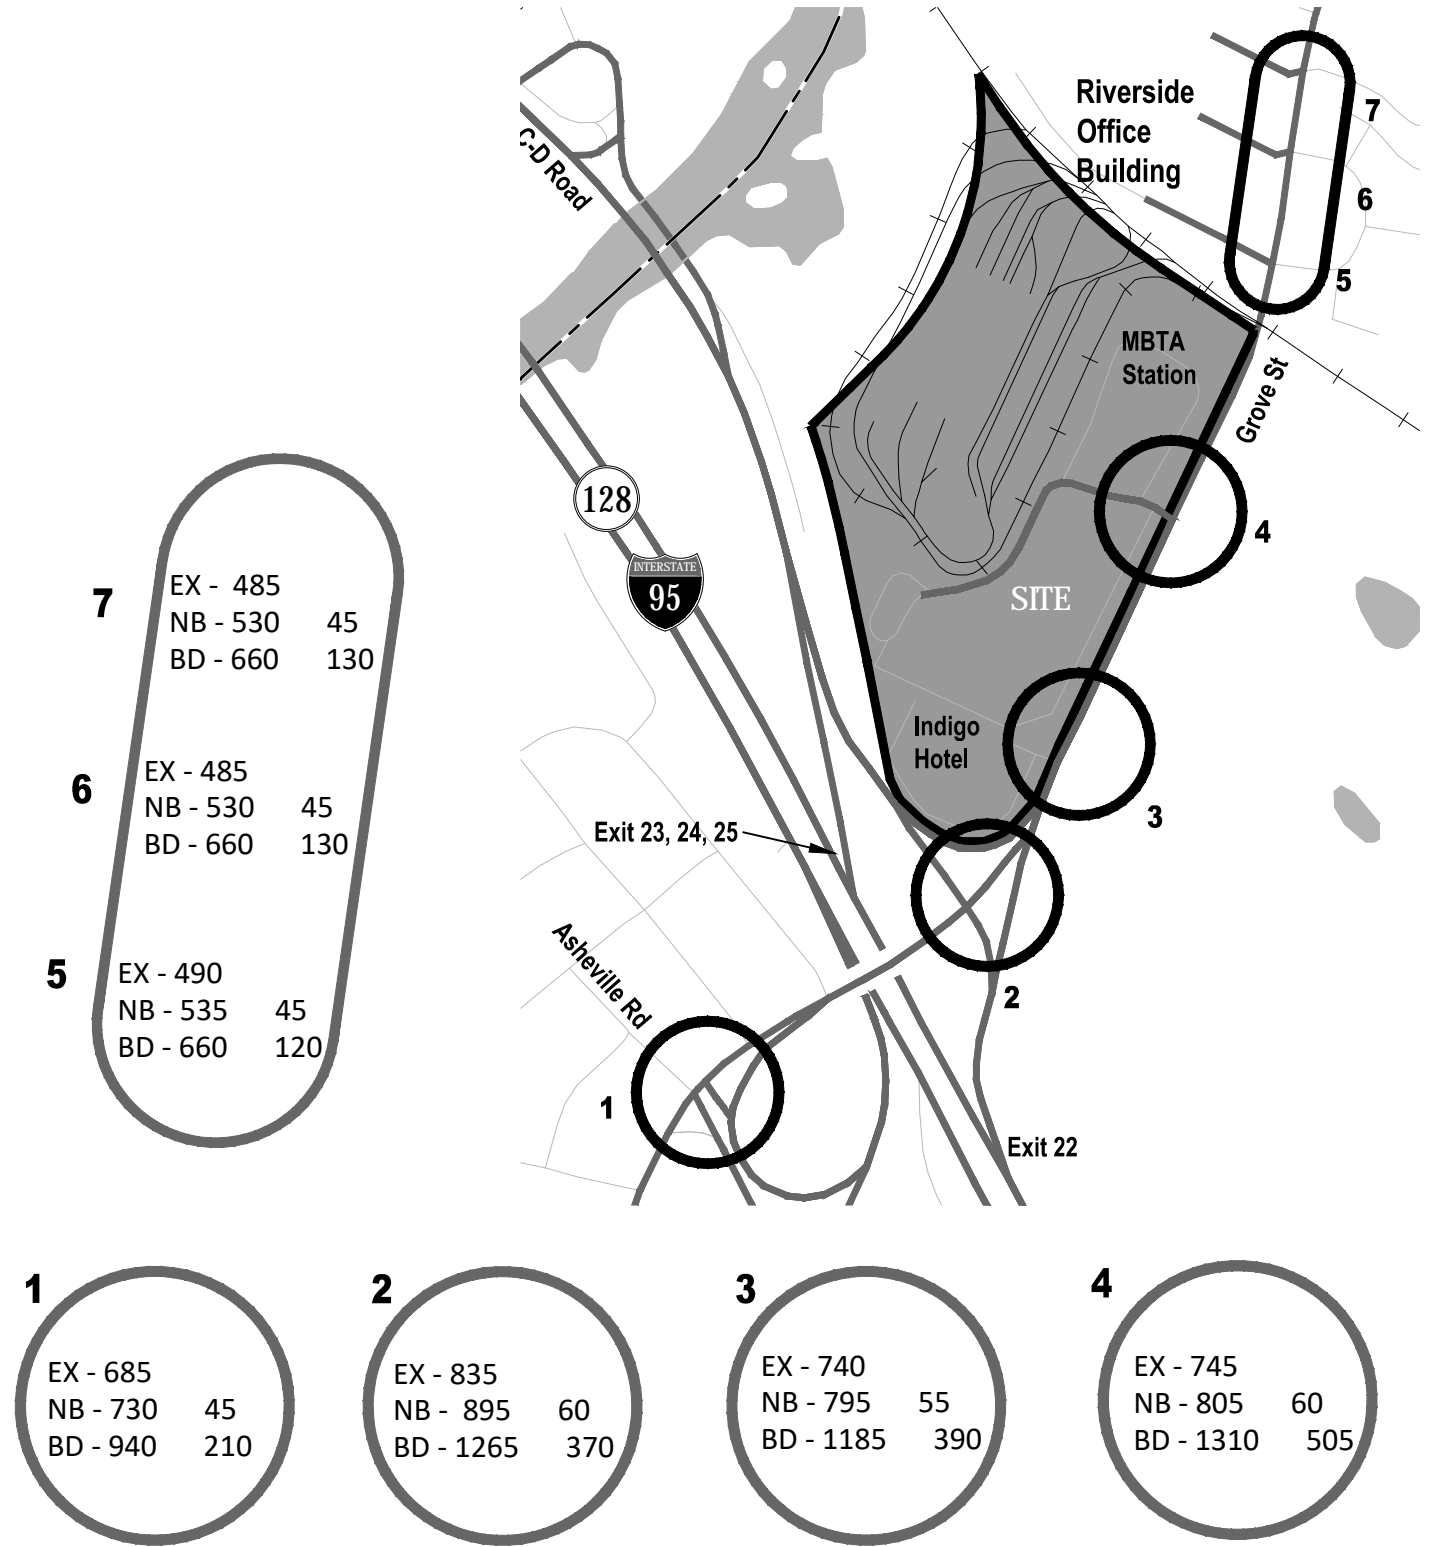 Riverside
Office
Building
7
6
5
C-D Road
MBTA
Station
Grove St
128
INTERSTATE
95
4
SITE
Indigo
Hotel
3
Exit 23, 24, 25
Asheville Rd
2
1
Exit 22
7
EX - 485
NB - 530 45
BD - 660 130
6
EX - 485
NB - 530 45
BD - 660 130
5
EX - 490
NB - 535 45
BD - 660 120
1
EX - 685
NB - 730 45
BD - 940 210
2
EX - 835
NB - 895 60
BD - 1265 370
3
EX - 740
NB - 795 55
BD - 1185 390
4
EX - 745
NB - 805 60
BD - 1310 505